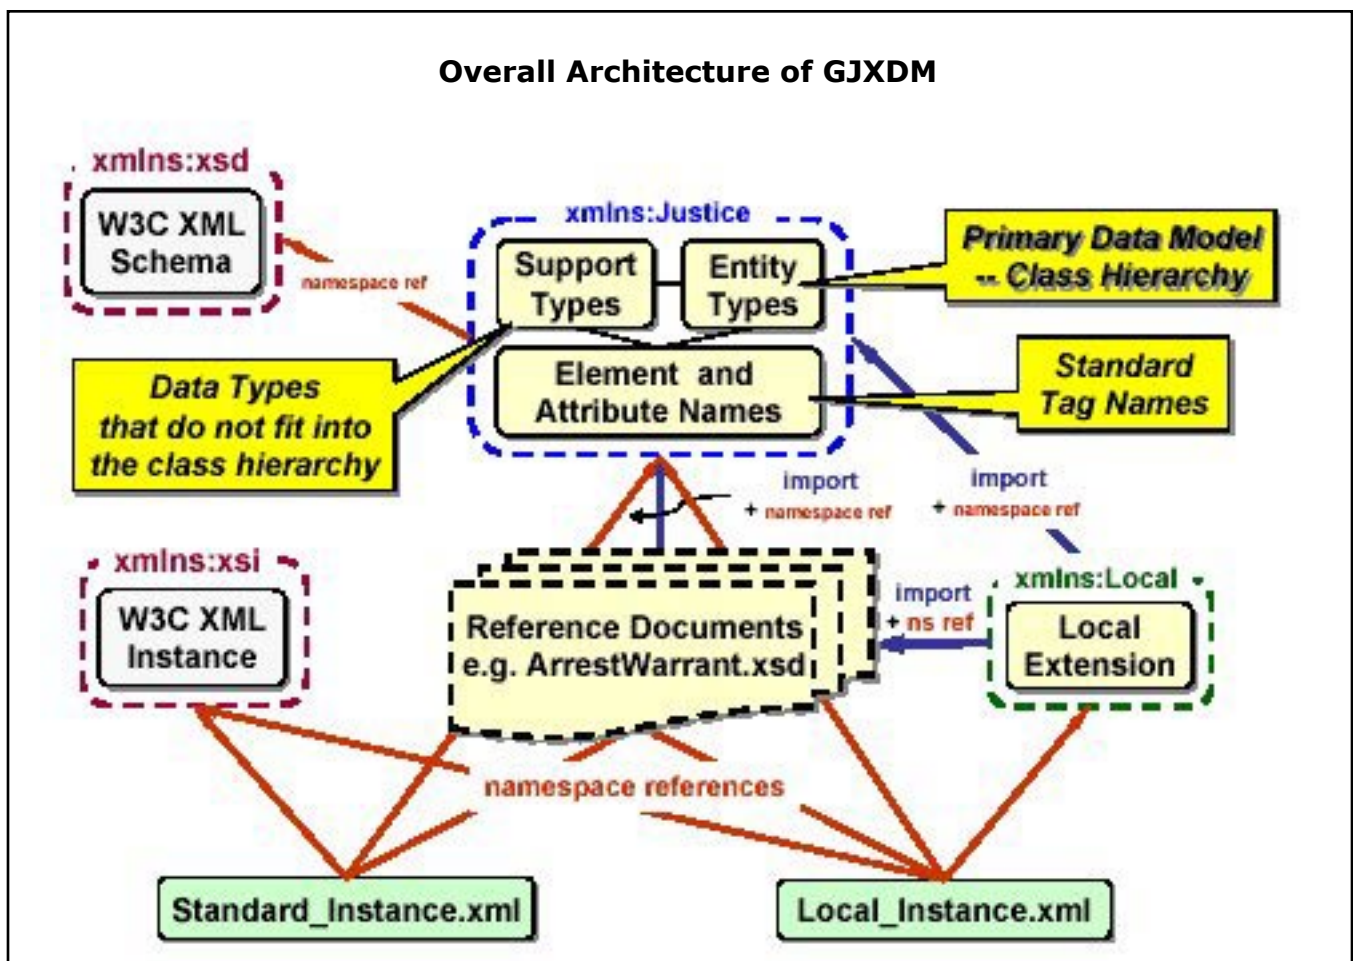 Overall Architecture of GJXDM
xmlns:xsd
W3C XML
Schema
namespace ref
xmlns:Justice
Support
Types
Entity
Types
Primary Data Model
-- Class Hierarchy
Data Types
that do not fit into
the class hierarchy
Element and
Attribute Names
Standard
Tag Names
import
+ namespace ref
import
+ namespace ref
xmlns:xsi
W3C XML
Instance
Reference Documents
e.g. ArrestWarrant.xsd
import
+ ns ref
xmlns:Local
Local
Extension
namespace references
Standard_Instance.xml
Local_Instance.xml